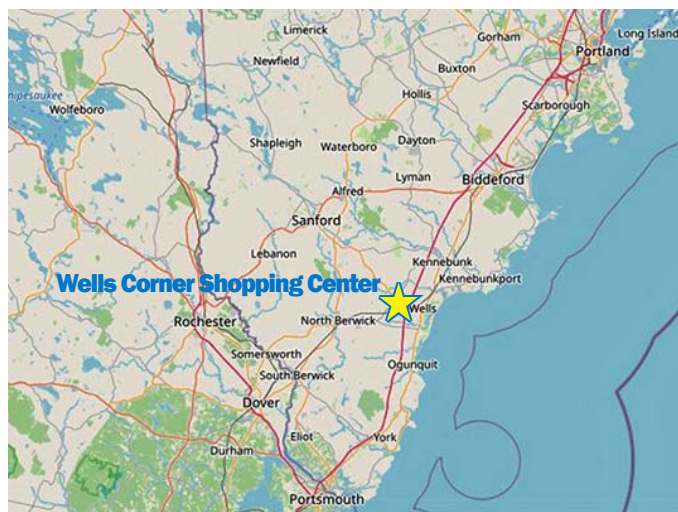 Limerick
Gorham
Long Island
Portland
Newfield
Buxton
Hollis
nipesaukee
Wolfeboro
Scarborough
Shapleigh
Waterboro
Dayton
Lyman
Biddeford
Alfred
Sanford
Lebanon
Kennebunk
Kennebunkport
Wells Corner Shopping Center
Wells
Rochester
North Berwick
Somersworth
Ogunquit
South Berwick
Dover
Eliot
York
Durham
Portsmouth